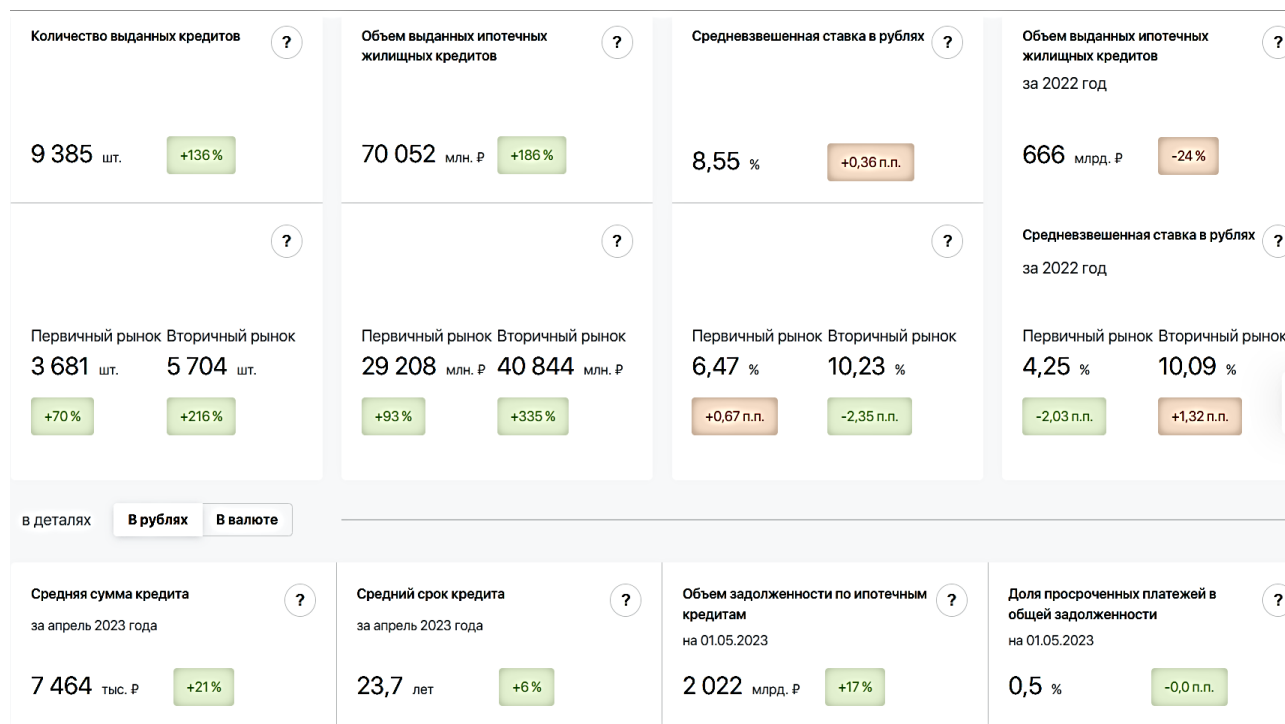 Количество выданных кредитов
?
9 385 шт.
+136 %
Объем выданных ипотечных
жилищных кредитов
?
70 052 млн. ₽
+186 %
Средневзвешенная ставка в рублях
?
8,55 %
+0,36 п.п.
Объем выданных ипотечных
жилищных кредитов
?
за 2022 год
666 млрд. ₽
-24 %
?
Первичный рынок Вторичный рынок
3 681 шт. 5 704 шт.
+70 % +216 %
?
Первичный рынок Вторичный рынок
29 208 млн. ₽ 40 844 млн. ₽
+93 % +335 %
?
Первичный рынок Вторичный рынок
6,47 % 10,23 %
+0,67 п.п. -2,35 п.п.
Средневзвешенная ставка в рублях
?
за 2022 год
Первичный рынок Вторичный рынок
4,25 % 10,09 %
-2,03 п.п. +1,32 п.п.
в деталях В рублях В валюте
Средняя сумма кредита
?
за апрель 2023 года
7 464 тыс. ₽
+21 %
Средний срок кредита
?
за апрель 2023 года
23,7 лет
+6 %
Объем задолженности по ипотечным
кредитам
?
на 01.05.2023
2 022 млрд. ₽
+17 %
Доля просроченных платежей в
общей задолженности
?
на 01.05.2023
0,5 %
-0,0 п.п.